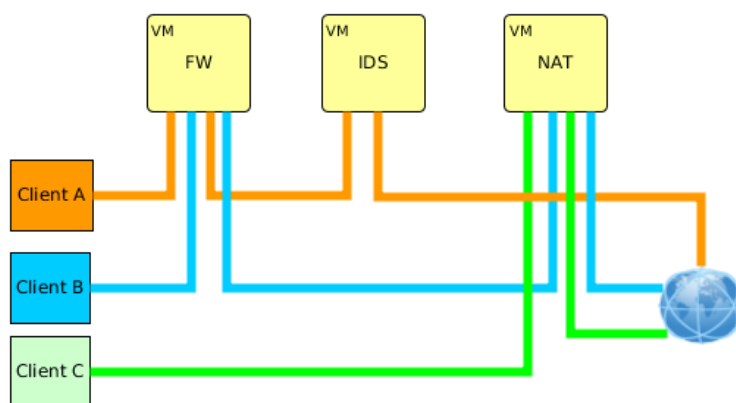 VM
FW
VM
IDS
VM
NAT
Client A
Client B
Client C